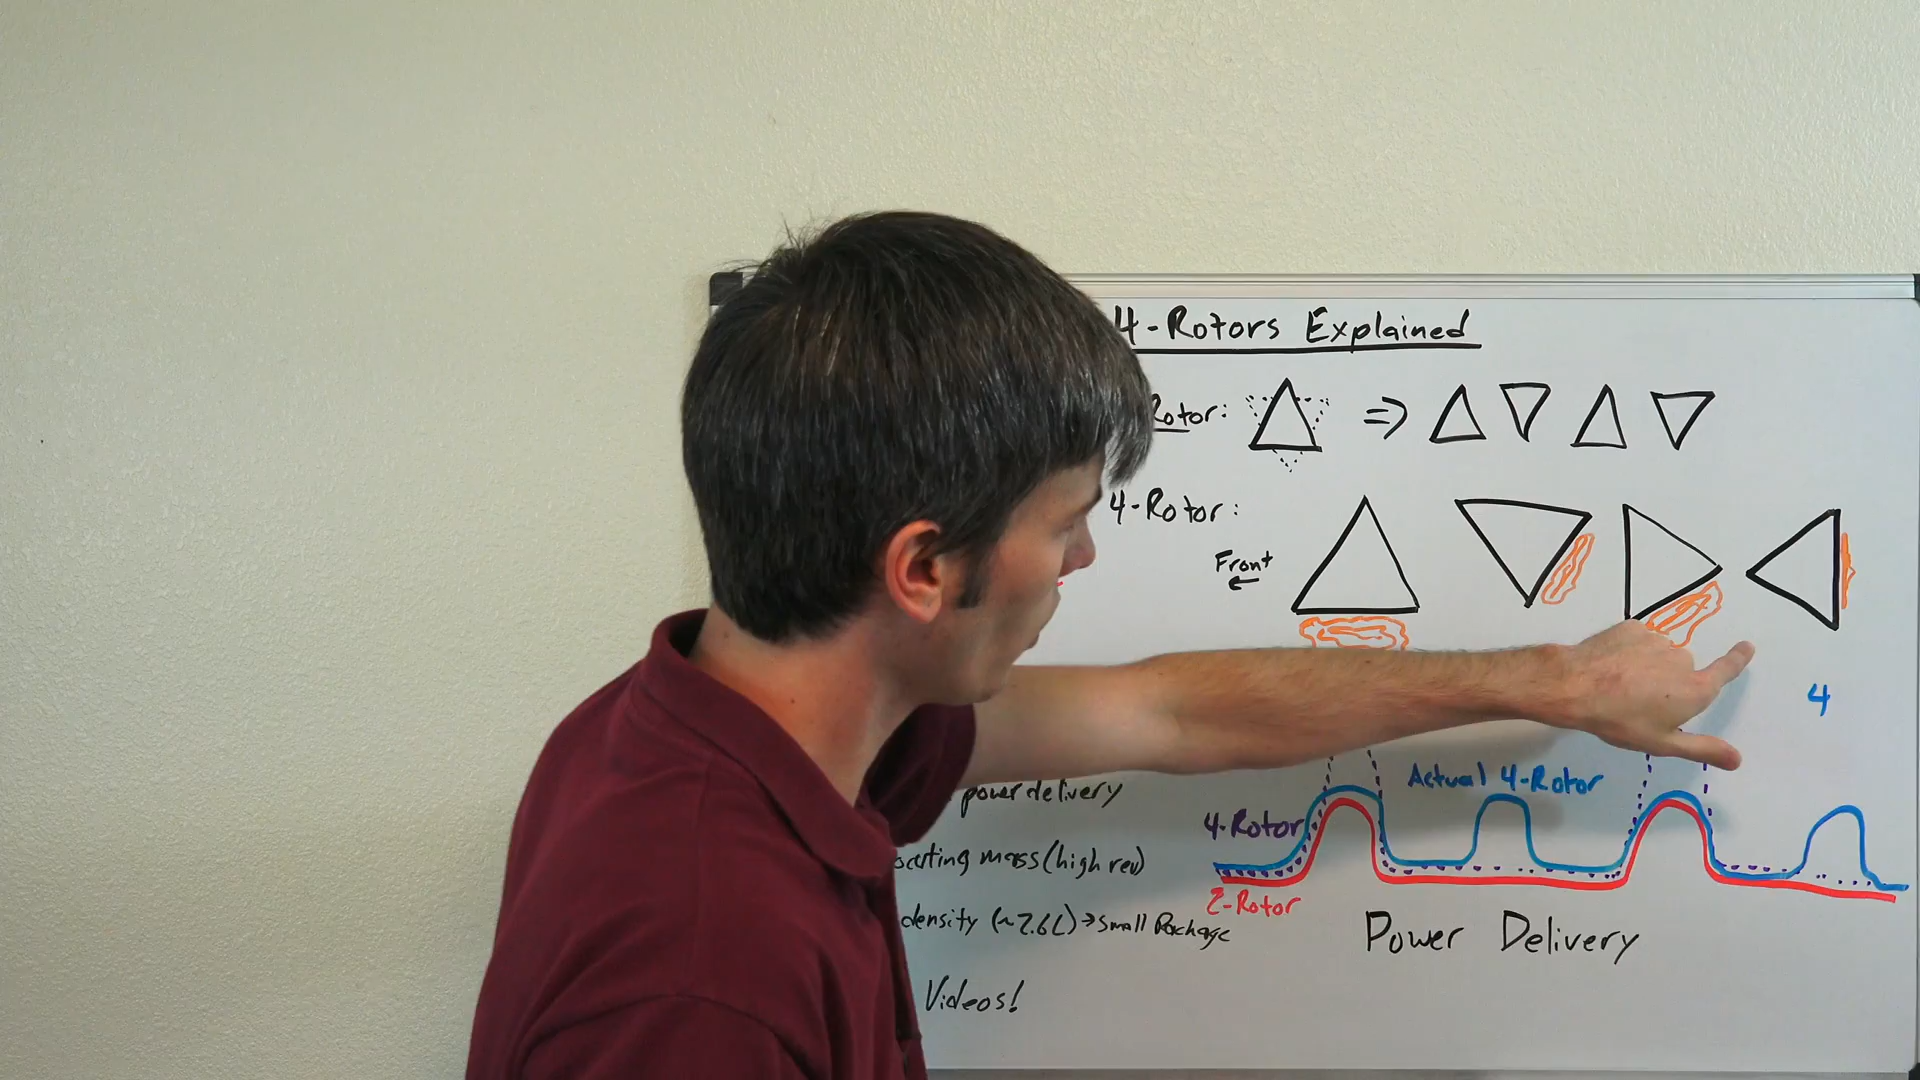 4-Rotors Explained
Rotor: =>
4-Rotor:
Front
4
power delivery
Actual 4-Rotor
4-Rotor
mass (high rev)
2-Rotor
density (~2.6L) → Small Package
Power Delivery
Videos!